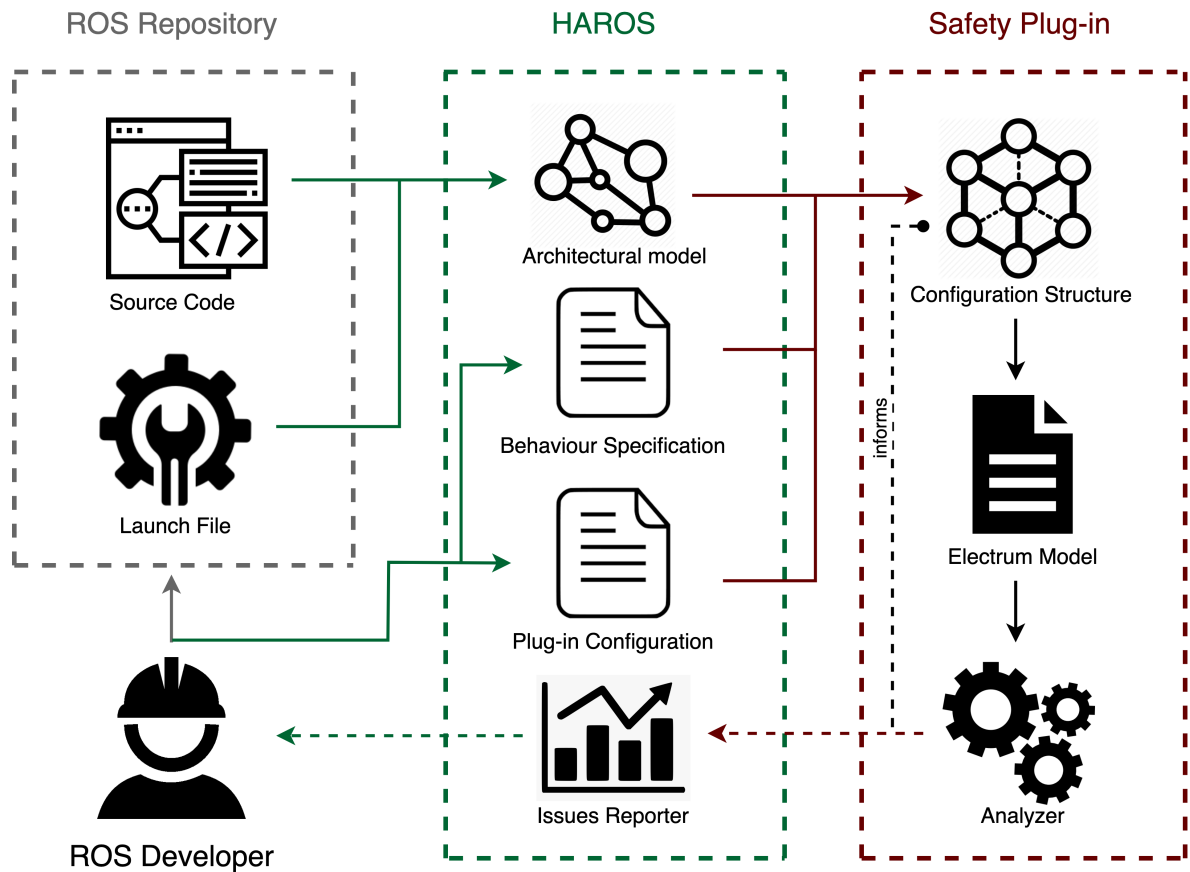 ROS Repository
HAROS
Safety Plug-in
Source Code
Launch File
ROS Developer
Architectural model
Behaviour Specification
Plug-in Configuration
Issues Reporter
Configuration Structure
informs
Electrum Model
Analyzer